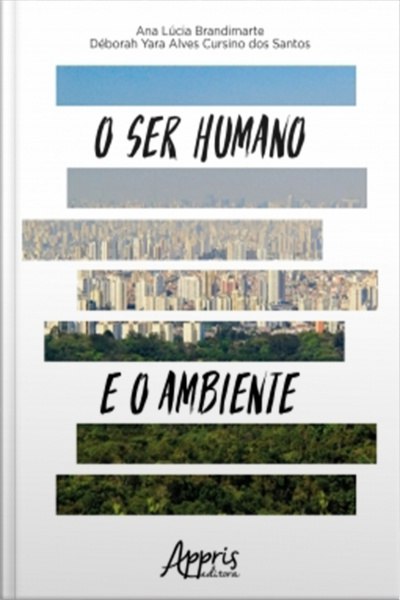 Ana Lúcia Brandimarte
Déborah Yara Alves Cursino dos Santos
O SER HUMANO
E O AMBIENTE
Appris
editora